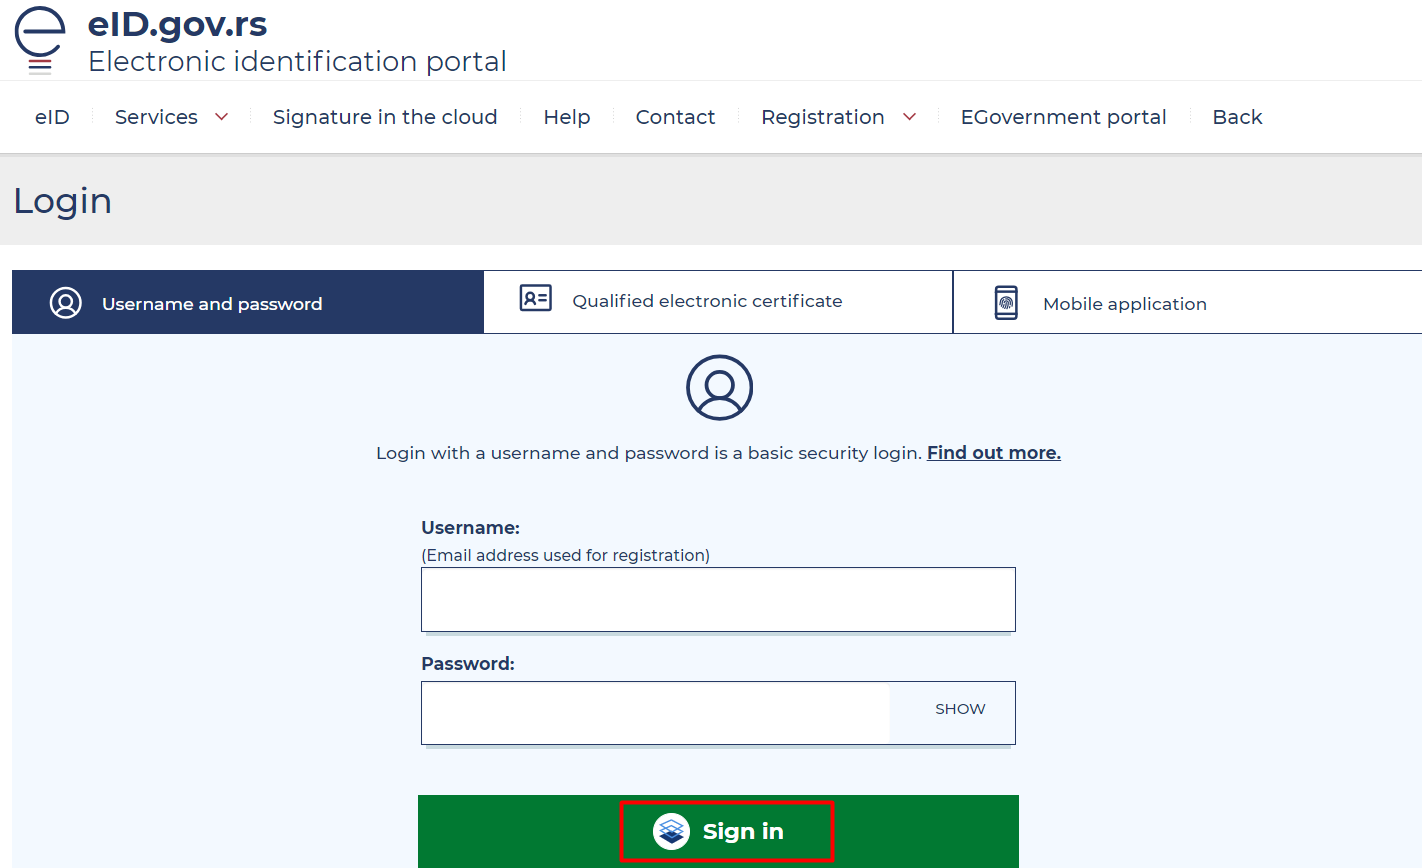 eID.gov.rs
Electronic identification portal
eID Services Signature in the cloud Help Contact Registration EGovernment portal Back
Login
Username and password Qualified electronic certificate Mobile application
Login with a username and password is a basic security login. Find out more.
Username:
(Email address used for registration)
Password:
SHOW
Sign in